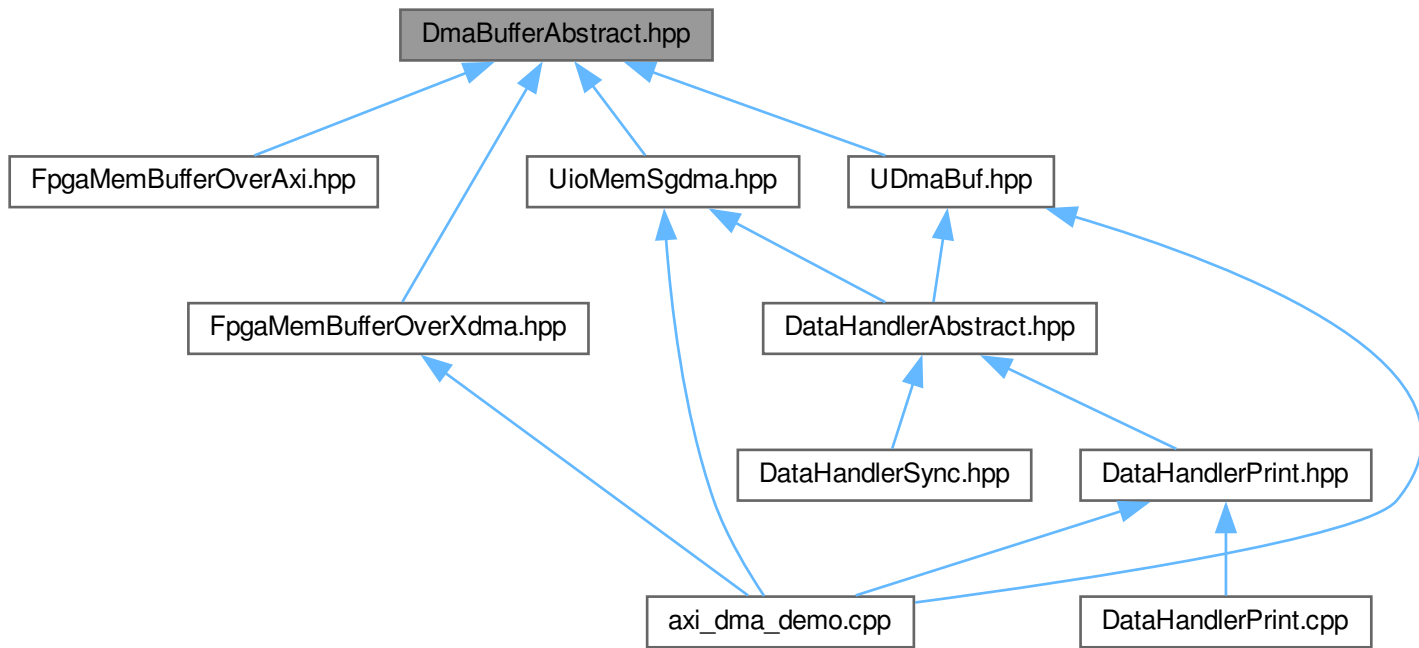 DmaBufferAbstract.hpp
FpgaMemBufferOverAxi.hpp
UioMemSgdma.hpp
UDmaBuf.hpp
FpgaMemBufferOverXdma.hpp
DataHandlerAbstract.hpp
DataHandlerSync.hpp
DataHandlerPrint.hpp
axi_dma_demo.cpp
DataHandlerPrint.cpp